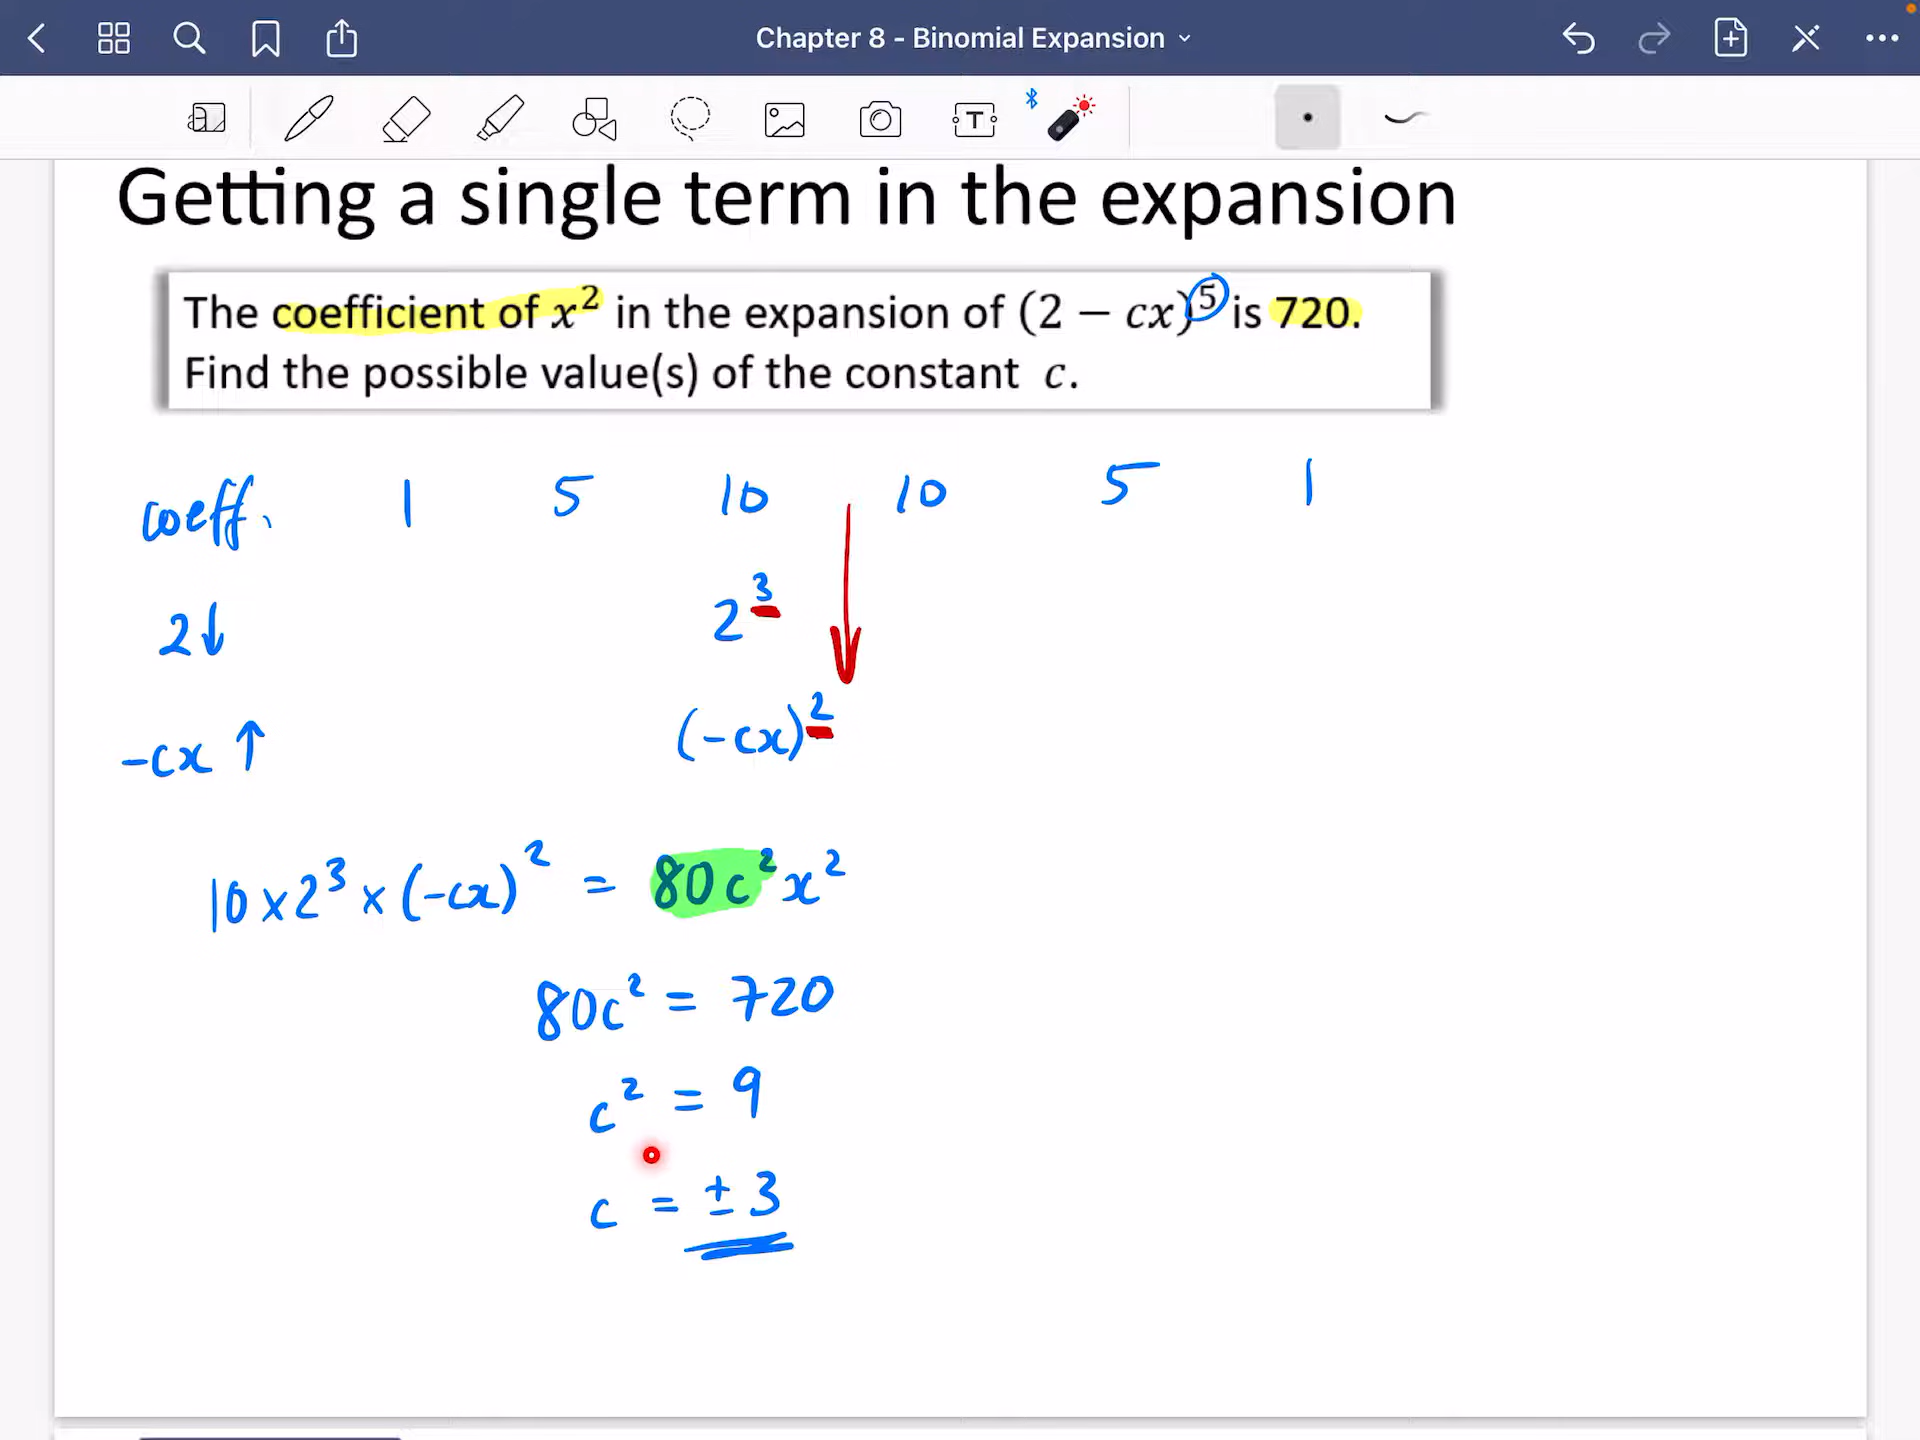 Chapter 8 - Binomial Expansion
T
Getting a single term in the expansion
The coefficient of x² in the expansion of (2 − cx)⁵ is 720.
Find the possible value(s) of the constant c.
coeff. 1 5 10 10 5 1
2↓ 2³
-cx ↑ (-cx)²
10 × 2³ × (-cx)² = 80c²x²
80c² = 720
c² = 9
c = ±3